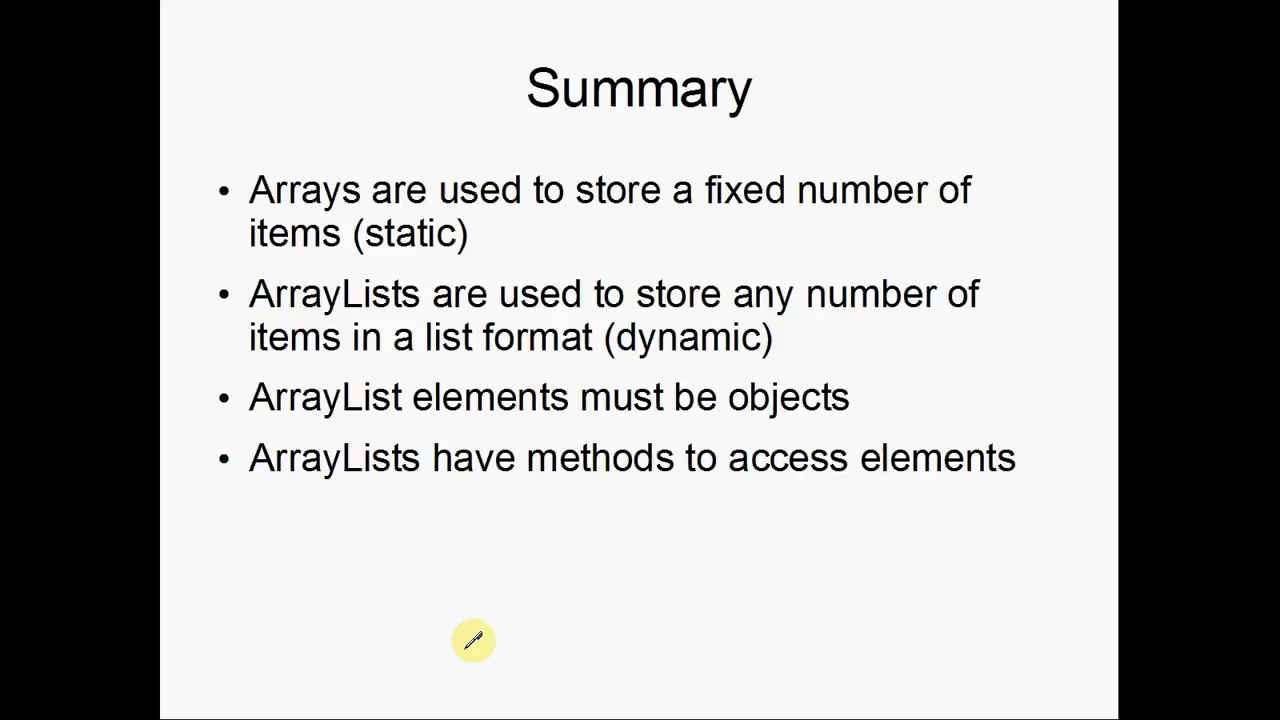 Summary
• Arrays are used to store a fixed number of
items (static)
• ArrayLists are used to store any number of
items in a list format (dynamic)
• ArrayList elements must be objects
• ArrayLists have methods to access elements